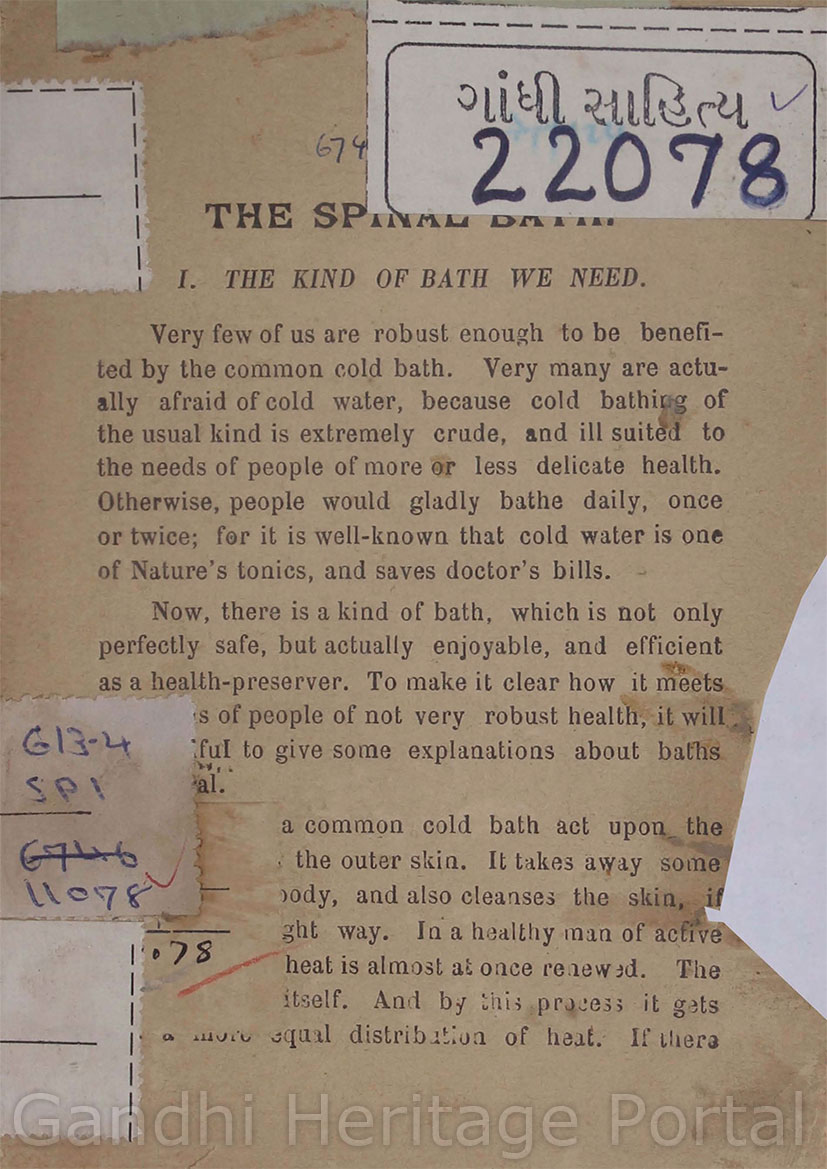 ગાંધી સાહિત્ય
22078
674
THE SPINAL BATH.
I. THE KIND OF BATH WE NEED.
Very few of us are robust enough to be benefi-
ted by the common cold bath. Very many are actu-
ally afraid of cold water, because cold bathing of
the usual kind is extremely crude, and ill suited to
the needs of people of more or less delicate health.
Otherwise, people would gladly bathe daily, once
or twice; for it is well-known that cold water is one
of Nature's tonics, and saves doctor's bills.
Now, there is a kind of bath, which is not only
perfectly safe, but actually enjoyable, and efficient
as a health-preserver. To make it clear how it meets
s of people of not very robust health, it will
ful to give some explanations about baths
al.
a common cold bath act upon the
the outer skin. It takes away some
body, and also cleanses the skin, if
ght way. In a healthy man of active
heat is almost at once renewed. The
itself. And by this process it gets
a more equal distribution of heat. If there
613-4
SPI
6746
11078
078
Gandhi Heritage Portal